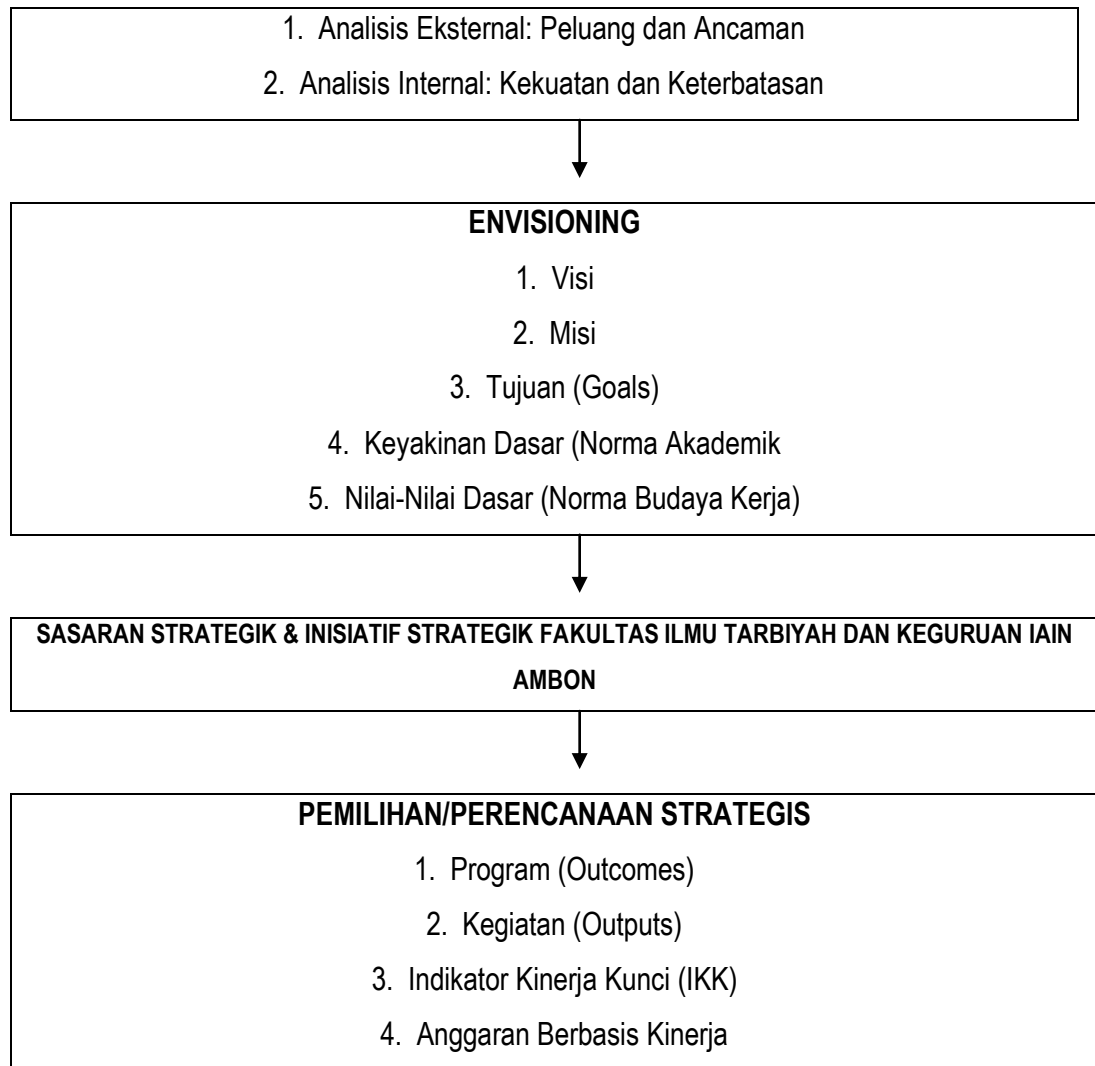 1. Analisis Eksternal: Peluang dan Ancaman
2. Analisis Internal: Kekuatan dan Keterbatasan
ENVISIONING
1. Visi
2. Misi
3. Tujuan (Goals)
4. Keyakinan Dasar (Norma Akademik
5. Nilai-Nilai Dasar (Norma Budaya Kerja)
SASARAN STRATEGIK & INISIATIF STRATEGIK FAKULTAS ILMU TARBIYAH DAN KEGURUAN IAIN
AMBON
PEMILIHAN/PERENCANAAN STRATEGIS
1. Program (Outcomes)
2. Kegiatan (Outputs)
3. Indikator Kinerja Kunci (IKK)
4. Anggaran Berbasis Kinerja